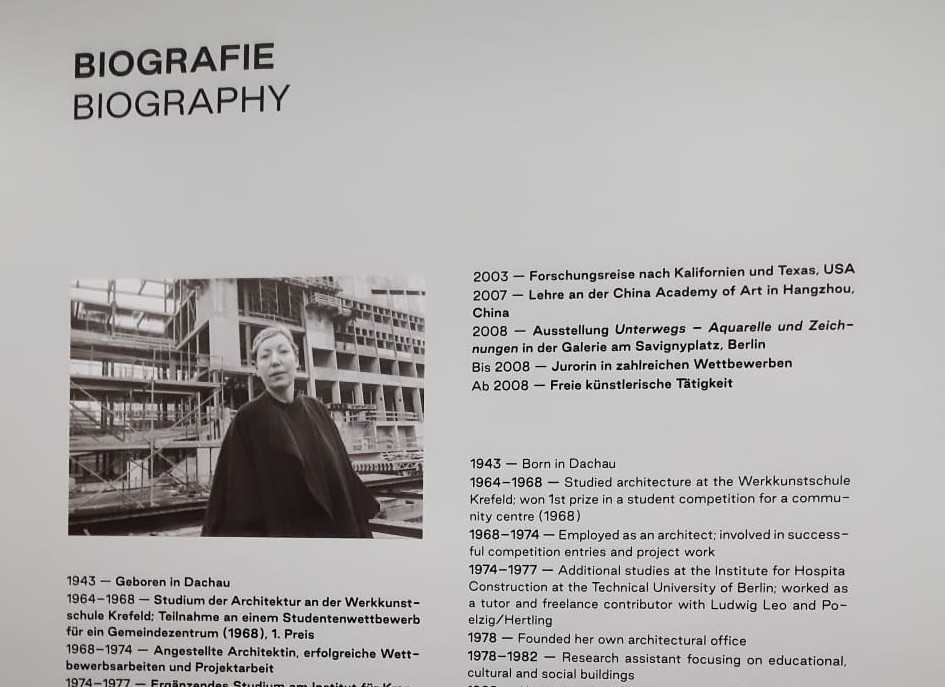 BIOGRAFIE
BIOGRAPHY
1943 — Geboren in Dachau
1964–1968 — Studium der Architektur an der Werkkunst-
schule Krefeld; Teilnahme an einem Studentenwettbewerb
für ein Gemeindezentrum (1968), 1. Preis
1968–1974 — Angestellte Architektin, erfolgreiche Wett-
bewerbsarbeiten und Projektarbeit
1974–1977 — Ergänzendes Studium am Institut für
2003 — Forschungsreise nach Kalifornien und Texas, USA
2007 — Lehre an der China Academy of Art in Hangzhou,
China
2008 — Ausstellung Unterwegs – Aquarelle und Zeich-
nungen in der Galerie am Savignyplatz, Berlin
Bis 2008 — Jurorin in zahlreichen Wettbewerben
Ab 2008 — Freie künstlerische Tätigkeit
1943 — Born in Dachau
1964–1968 — Studied architecture at the Werkkunstschule
Krefeld; won 1st prize in a student competition for a commu-
nity centre (1968)
1968–1974 — Employed as an architect; involved in success-
ful competition entries and project work
1974–1977 — Additional studies at the Institute for Hospita
Construction at the Technical University of Berlin; worked as
a tutor and freelance contributor with Ludwig Leo and Po-
elzig/Hertling
1978 — Founded her own architectural office
1978–1982 — Research assistant focusing on educational,
cultural and social buildings